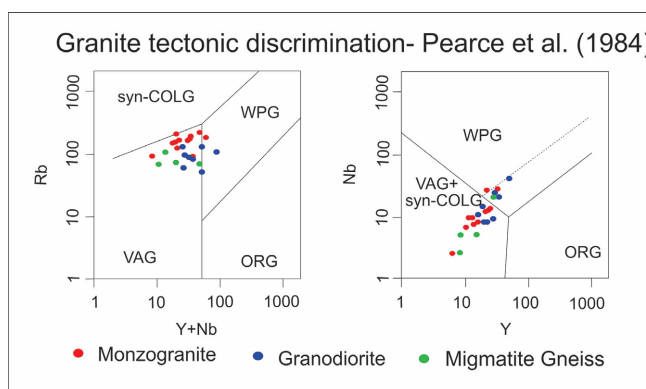 Granite tectonic discrimination- Pearce et al. (1984)
1000
100
10
1
Rb
syn-COLG
WPG
VAG
ORG
1
10
100
1000
Y+Nb
1000
100
10
1
Nb
WPG
VAG+
syn-COLG
ORG
1
10
100
1000
Y
Monzogranite
Granodiorite
Migmatite Gneiss